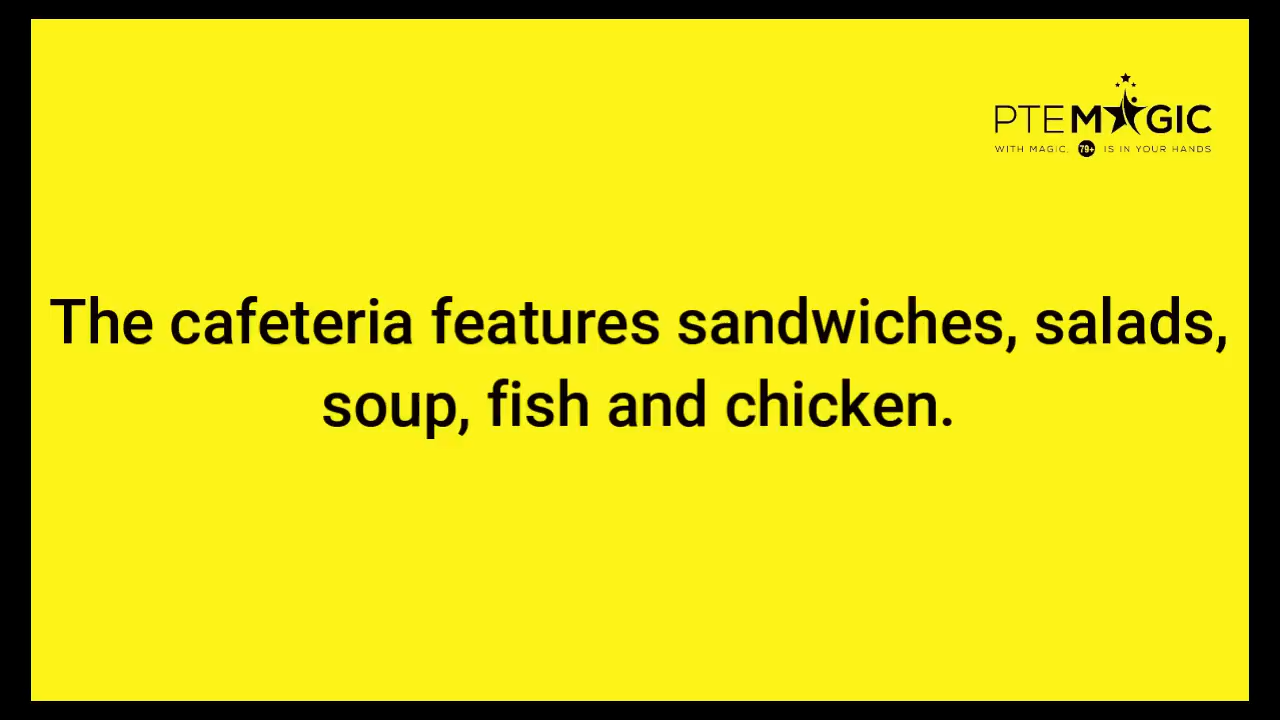 PTEMAGIC
WITH MAGIC, 79+ IS IN YOUR HANDS
The cafeteria features sandwiches, salads,
soup, fish and chicken.